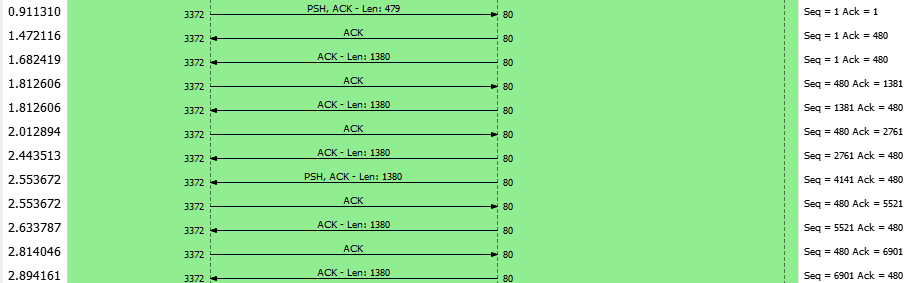 0.911310 3372 PSH, ACK - Len: 479 80 Seq = 1 Ack = 1
1.472116 3372 ACK 80 Seq = 1 Ack = 480
1.682419 3372 ACK - Len: 1380 80 Seq = 1 Ack = 480
1.812606 3372 ACK 80 Seq = 480 Ack = 1381
1.812606 3372 ACK - Len: 1380 80 Seq = 1381 Ack = 480
2.012894 3372 ACK 80 Seq = 480 Ack = 2761
2.443513 3372 ACK - Len: 1380 80 Seq = 2761 Ack = 480
2.553672 3372 PSH, ACK - Len: 1380 80 Seq = 4141 Ack = 480
2.553672 3372 ACK 80 Seq = 480 Ack = 5521
2.633787 3372 ACK - Len: 1380 80 Seq = 5521 Ack = 480
2.814046 3372 ACK 80 Seq = 480 Ack = 6901
2.894161 3372 ACK - Len: 1380 80 Seq = 6901 Ack = 480